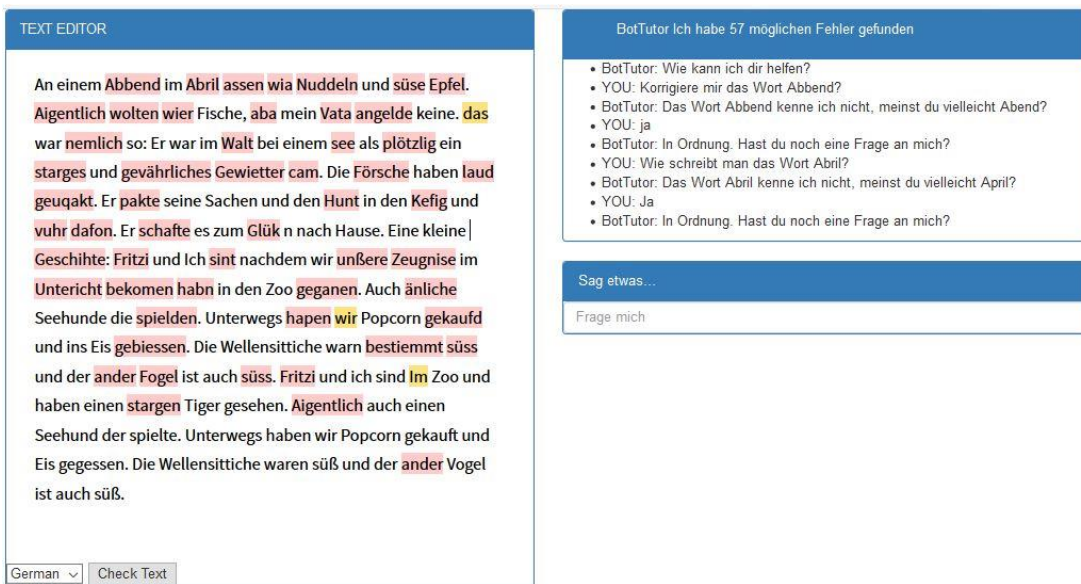 TEXT EDITOR
An einem Abbend im Abril assen wia Nuddeln und süse Epfel.
Aigentlich wolten wier Fische, aba mein Vata angelde keine. das
war nemlich so: Er war im Walt bei einem see als plötzlig ein
starges und gevährliches Gewietter cam. Die Försche haben laud
geuqakt. Er pakte seine Sachen und den Hunt in den Kefig und
vuhr dafon. Er schafte es zum Glük n nach Hause. Eine kleine
Geschihte: Fritzi und Ich sint nachdem wir unßere Zeugnise im
Untericht bekomen habn in den Zoo geganen. Auch änliche
Seehunde die spielden. Unterwegs hapen wir Popcorn gekaufd
und ins Eis gebiessen. Die Wellensittiche warn bestiemmt süss
und der ander Fogel ist auch süss. Fritzi und ich sind Im Zoo und
haben einen stargen Tiger gesehen. Aigentlich auch einen
Seehund der spielte. Unterwegs haben wir Popcorn gekauft und
Eis gegessen. Die Wellensittiche waren süß und der ander Vogel
ist auch süß.
German
Check Text
BotTutor Ich habe 57 möglichen Fehler gefunden
• BotTutor: Wie kann ich dir helfen?
• YOU: Korrigiere mir das Wort Abbend?
• BotTutor: Das Wort Abbend kenne ich nicht, meinst du vielleicht Abend?
• YOU: ja
• BotTutor: In Ordnung. Hast du noch eine Frage an mich?
• YOU: Wie schreibt man das Wort Abril?
• BotTutor: Das Wort Abril kenne ich nicht, meinst du vielleicht April?
• YOU: Ja
• BotTutor: In Ordnung. Hast du noch eine Frage an mich?
Sag etwas...
Frage mich